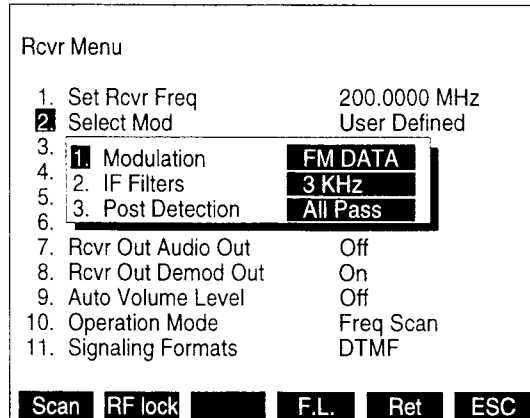 Rcvr Menu
1. Set Rcvr Freq 200.0000 MHz
2. Select Mod User Defined
3.
1. Modulation FM DATA
4.
2. IF Filters 3 KHz
5.
3. Post Detection All Pass
6.
7. Rcvr Out Audio Out Off
8. Rcvr Out Demod Out On
9. Auto Volume Level Off
10. Operation Mode Freq Scan
11. Signaling Formats DTMF
Scan RF lock F.L. Ret ESC